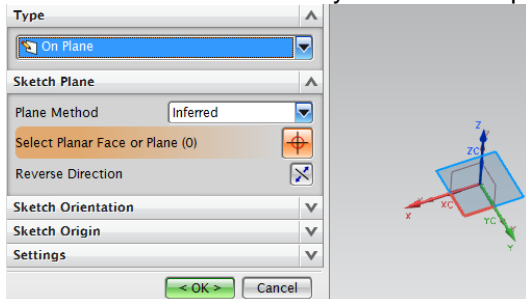 Type
On Plane
Sketch Plane
Plane Method Inferred
Select Planar Face or Plane (0)
Reverse Direction
Sketch Orientation
Sketch Origin
Settings
< OK > Cancel
Z
ZC
X XC
YC
Y